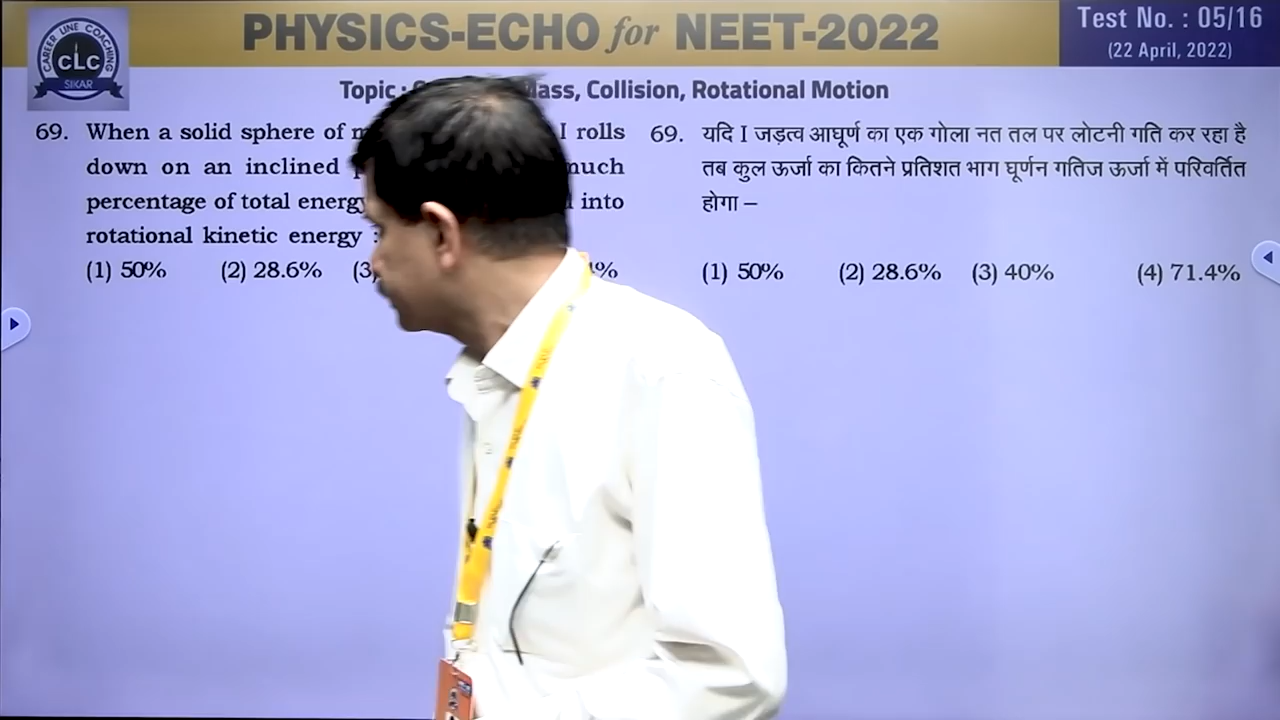 CAREER LINE COACHING
CLC
SIKAR
PHYSICS-ECHO for NEET-2022
Test No. : 05/16
(22 April, 2022)
Topic : Mass, Collision, Rotational Motion
69. When a solid sphere of I rolls
down on an inclined much
percentage of total energy into
rotational kinetic energy :
(1) 50% (2) 28.6% (3)
69. यदि I जड़त्व आघूर्ण का एक गोला नत तल पर लोटनी गति कर रहा है
तब कुल ऊर्जा का कितने प्रतिशत भाग घूर्णन गतिज ऊर्जा में परिवर्तित
होगा –
(1) 50% (2) 28.6% (3) 40% (4) 71.4%